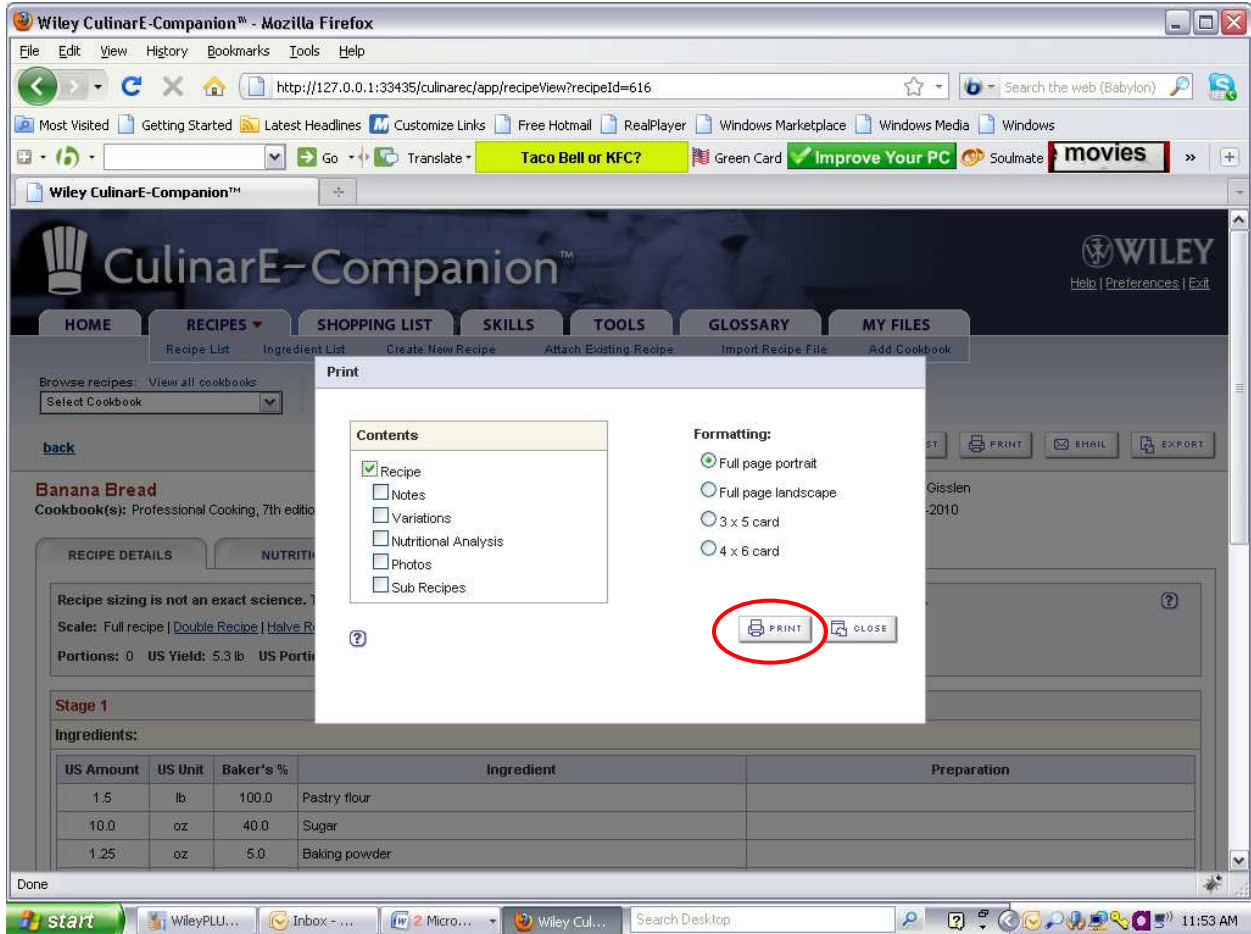 Wiley CulinarE-Companion™ - Mozilla Firefox
File Edit View History Bookmarks Tools Help
http://127.0.0.1:33435/culinarec/app/recipeView?recipeId=616 Search the web (Babylon)
Most Visited Getting Started Latest Headlines Customize Links Free Hotmail RealPlayer Windows Marketplace Windows Media Windows
Go Translate Taco Bell or KFC? Green Card Improve Your PC Soulmate movies »
Wiley CulinarE-Companion™
CulinarE-Companion™ WILEY
Help | Preferences | Exit
HOME RECIPES SHOPPING LIST SKILLS TOOLS GLOSSARY MY FILES
Recipe List Ingredient List Create New Recipe Attach Existing Recipe Import Recipe File Add Cookbook
Print
Browse recipes: View all cookbooks
Select Cookbook
Contents Formatting:
back ST PRINT EMAIL EXPORT
Recipe Full page portrait
Notes Full page landscape
Variations 3 x 5 card
Nutritional Analysis 4 x 6 card
Photos
Sub Recipes
PRINT CLOSE
Banana Bread Gisslen
Cookbook(s): Professional Cooking, 7th editio -2010
RECIPE DETAILS NUTRITI
Recipe sizing is not an exact science. T
Scale: Full recipe | Double Recipe | Halve R
Portions: 0 US Yield: 5.3 lb US Porti
Stage 1
Ingredients:
US Amount US Unit Baker's % Ingredient Preparation
1.5 lb 100.0 Pastry flour
10.0 oz 40.0 Sugar
1.25 oz 5.0 Baking powder
Done
start WileyPLU... Inbox - ... 2 Micro... Wiley Cul... Search Desktop 11:53 AM